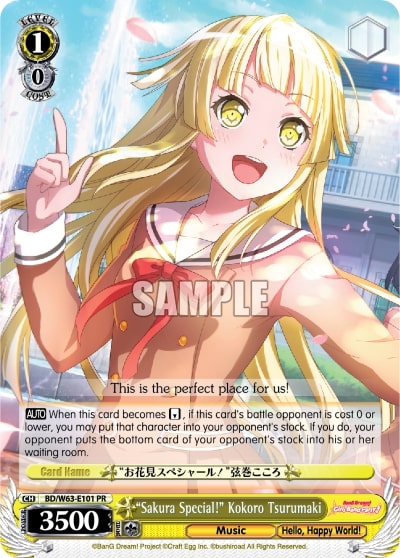 LEVEL
1
0
COST
SAMPLE
This is the perfect place for us!
AUTO When this card becomes [ ], if this card's battle opponent is cost 0 or
lower, you may put that character into your opponent's stock. If you do, your
opponent puts the bottom card of your opponent's stock into his or her
waiting room.
Card Name
"お花見スペシャール!"弦巻こころ
CH
BD/W63-E101 PR
"Sakura Special!" Kokoro Tsurumaki
POWER
3500
Music
Hello, Happy World!
©BanG Dream! Project ©Craft Egg Inc. ©bushiroad All Rights Reserved.